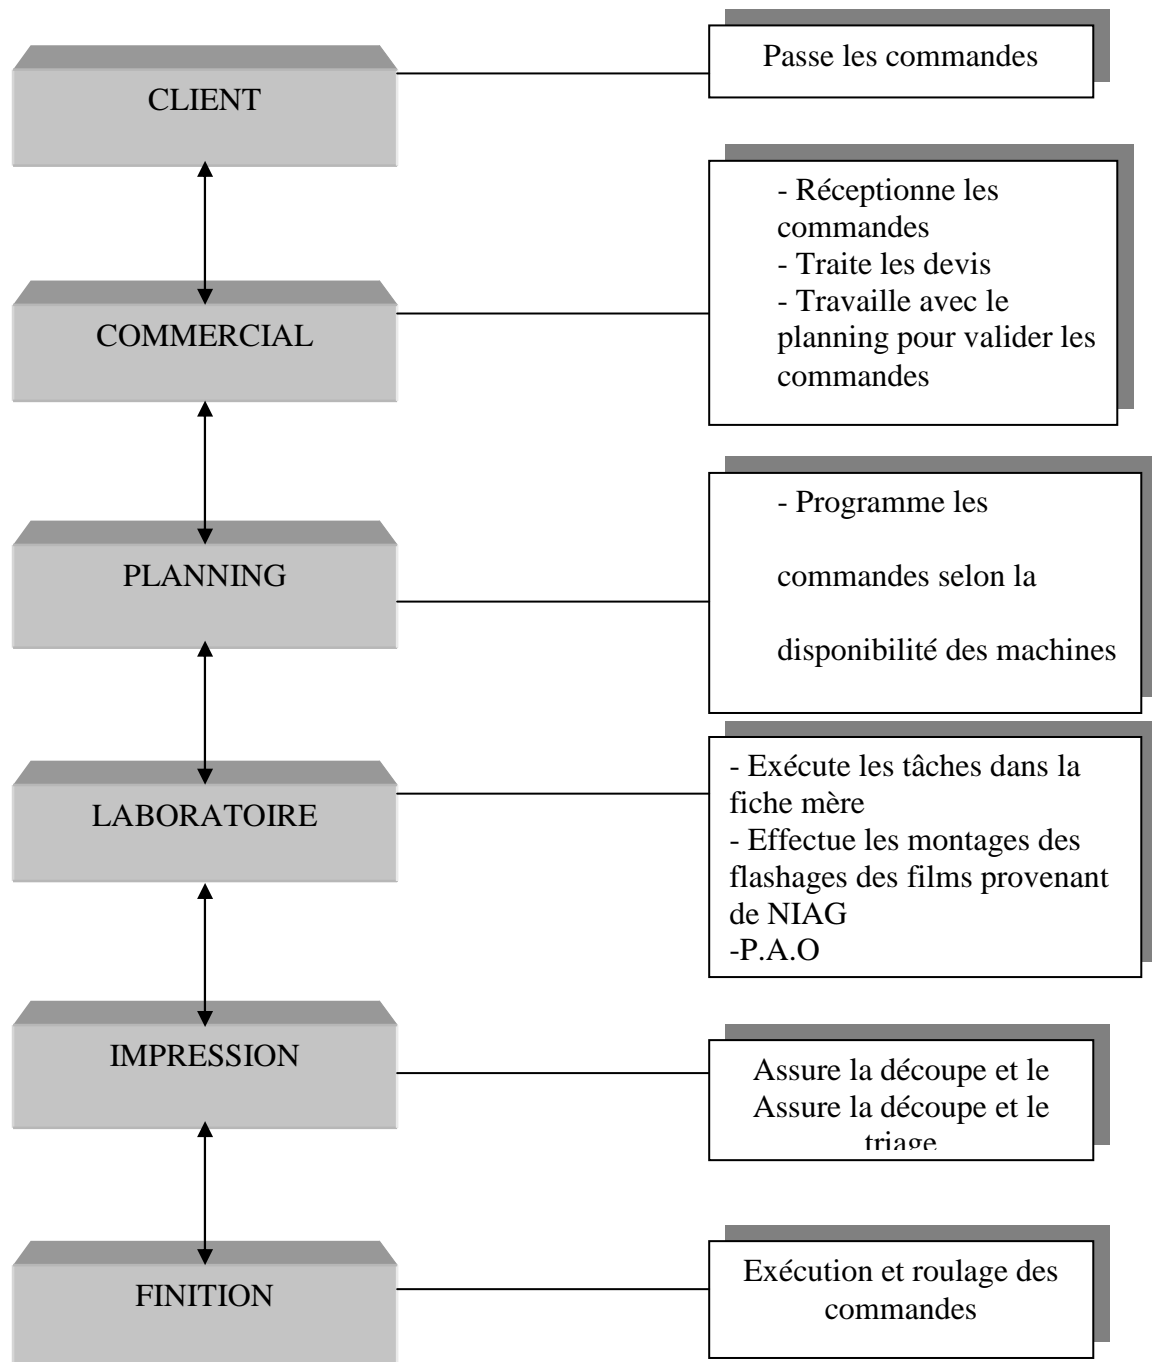 CLIENT
Passe les commandes
COMMERCIAL
- Réceptionne les
commandes
- Traite les devis
- Travaille avec le
planning pour valider les
commandes
PLANNING
- Programme les
commandes selon la
disponibilité des machines
LABORATOIRE
- Exécute les tâches dans la
fiche mère
- Effectue les montages des
flashages des films provenant
de NIAG
-P.A.O
IMPRESSION
Assure la découpe et le
Assure la découpe et le
triage
FINITION
Exécution et roulage des
commandes